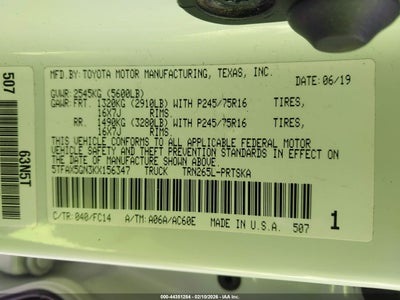 MFD.BY:TOYOTA MOTOR MANUFACTURING, TEXAS, INC.
DATE: 06/19
GVWR: 2545KG (5600LB)
GAWR: FRT. 1320KG (2910LB) WITH P245/75R16 TIRES,
16X7J RIMS.
RR. 1490KG (3280LB) WITH P245/75R16 TIRES,
16X7J RIMS.
THIS VEHICLE CONFORMS TO ALL APPLICABLE FEDERAL MOTOR
VEHICLE SAFETY AND THEFT PREVENTION STANDARDS IN EFFECT
ON THE DATE OF MANUFACTURE SHOWN ABOVE.
5TFAX5GN3KX156347 TRUCK TRN265L-PRTSKA
C/TR: 040/FC14 A/TM: A06A/AC60E MADE IN U.S.A. 507
1
507
63N5T
000-44351284 - 02/10/2026 - IAAI.COM